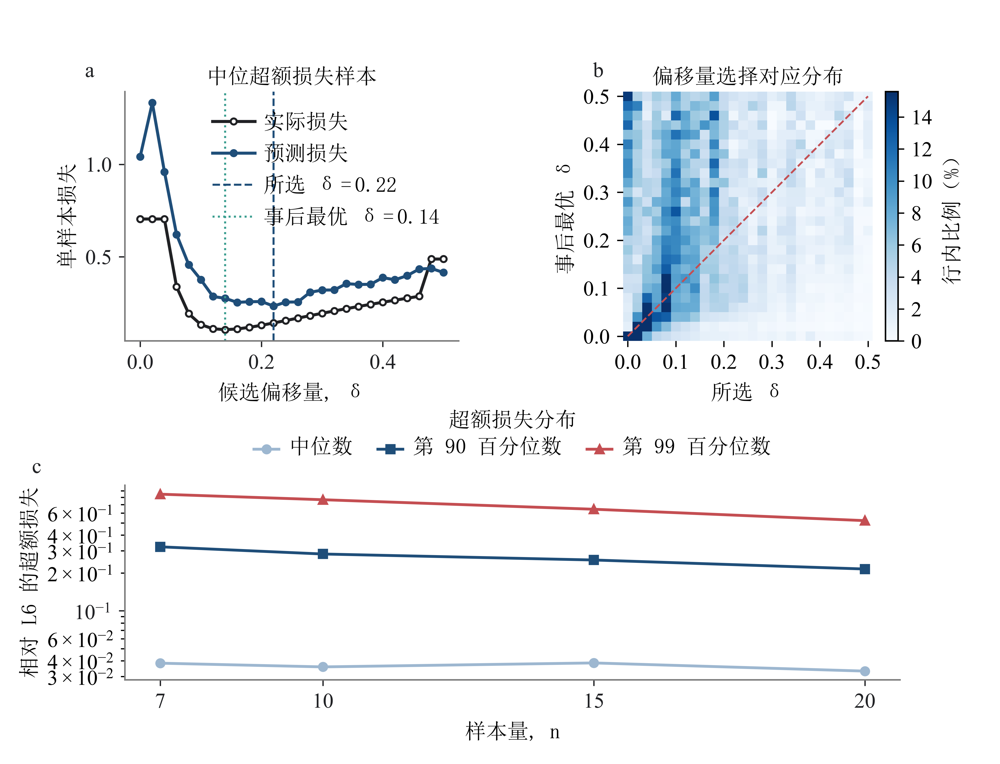 a
中位超额损失样本
实际损失
预测损失
所选 δ =0.22
事后最优 δ =0.14
单样本损失
1.0
0.5
0.0 0.2 0.4
候选偏移量, δ
b
偏移量选择对应分布
事后最优 δ
0.5
0.4
0.3
0.2
0.1
0.0
0.0 0.1 0.2 0.3 0.4 0.5
所选 δ
14
12
10
8
6
4
2
0
行内比例 (%)
超额损失分布
中位数 第 90 百分位数 第 99 百分位数
c
相对 L6 的超额损失
6×10⁻¹
4×10⁻¹
3×10⁻¹
2×10⁻¹
10⁻¹
6×10⁻²
4×10⁻²
3×10⁻²
7 10 15 20
样本量, n